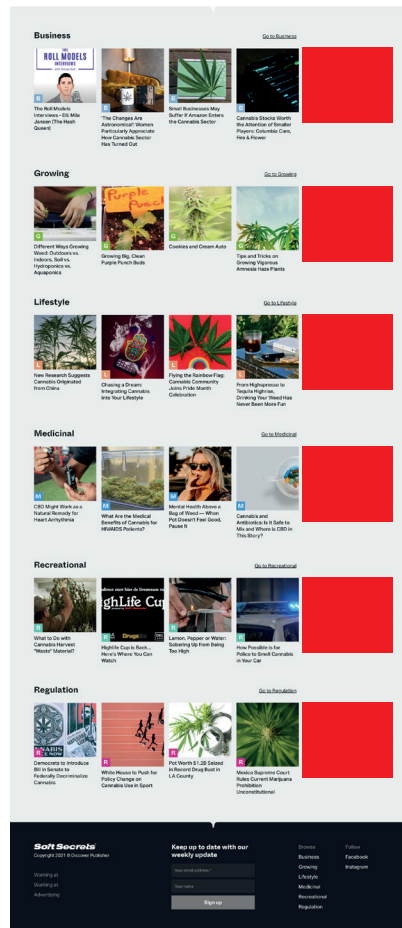 Business
Go to Business
THE
ROLL MODELS
INTERVIEWS
B
B
B
B
The Roll Models
Interviews - E6: Mila
Jansen (The Hash
Queen)
'The Changes Are
Astronomical': Women
Particularly Appreciate
How Cannabis Sector
Has Turned Out
Small Businesses May
Suffer If Amazon Enters
the Cannabis Sector
Cannabis Stocks Worth
the Attention of Smaller
Players: Columbia Care,
Fire & Flower
Growing
Go to Growing
Purple
Punch
G
G
G
G
Different Ways Growing
Weed: Outdoors vs.
Indoors, Soil vs.
Hydroponics vs.
Aquaponics
Growing Big, Clean
Purple Punch Buds
Cookies and Cream Auto
Tips and Tricks on
Growing Vigorous
Amnesia Haze Plants
Lifestyle
Go to Lifestyle
L
L
L
L
New Research Suggests
Cannabis Originated
from China
Chasing a Dream:
Integrating Cannabis
Into Your Lifestyle
Flying the Rainbow Flag:
Cannabis Community
Joins Pride Month
Celebration
From Highspresso to
Tequila Highrise,
Drinking Your Weed Has
Never Been More Fun
Medicinal
Go to Medicinal
M
M
M
M
CBD Might Work as a
Natural Remedy for
Heart Arrhythmia
What Are the Medical
Benefits of Cannabis for
HIV/AIDS Patients?
Mental Health Above a
Bag of Weed — When
Pot Doesn't Feel Good,
Pause It
Cannabis and
Antibiotics: Is It Safe to
Mix and Where Is CBD in
This Story?
Recreational
Go to Recreational
HighLife Cup
Drugs
R
R
R
R
What to Do with
Cannabis Harvest
"Waste" Material?
Highlife Cup is Back...
Here's Where You Can
Watch
Lemon, Pepper or Water:
Sobering Up from Being
Too High
How Possible is for
Police to Smell Cannabis
in Your Car
Regulation
Go to Regulation
R
R
R
R
Democrats to Introduce
Bill in Senate to
Federally Decriminalize
Cannabis
White House to Push for
Policy Change on
Cannabis Use in Sport
Pot Worth $1.2B Seized
in Record Drug Bust in
LA County
Mexico Supreme Court
Rules Current Marijuana
Prohibition
Unconstitutional
Soft Secrets
Copyright 2021 © Discover Publisher
Working at
Working at
Advertising
Keep up to date with our
weekly update
Your email address *
Your name
Sign up
Browse
Business
Growing
Lifestyle
Medicinal
Recreational
Regulation
Follow
Facebook
Instagram